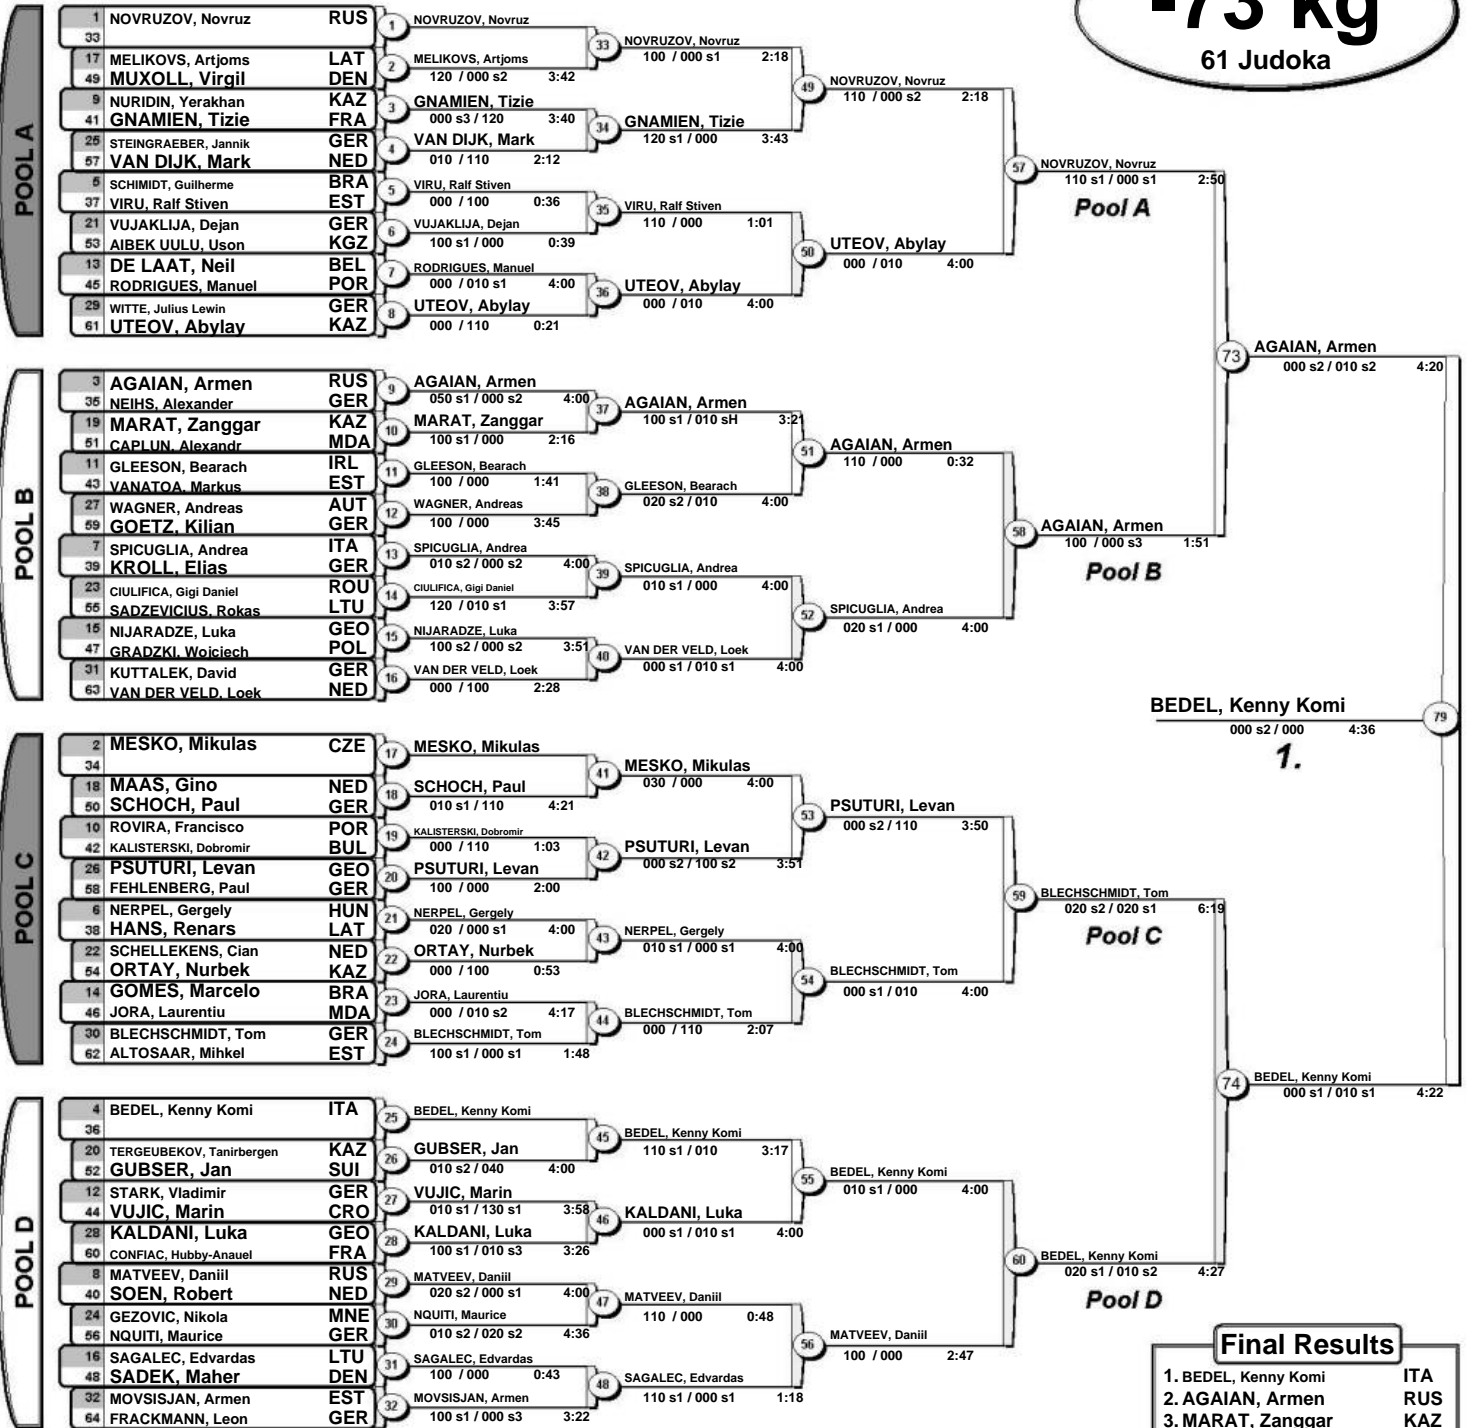 -73 kg
61 Judoka
POOL A
1 NOVRUZOV, Novruz RUS
33
17 MELIKOVS, Artjoms LAT
49 MUXOLL, Virgil DEN
9 NURIDIN, Yerakhan KAZ
41 GNAMIEN, Tizie FRA
25 STEINGRAEBER, Jannik GER
57 VAN DIJK, Mark NED
5 SCHIMIDT, Guilherme BRA
37 VIRU, Ralf Stiven EST
21 VUJAKLIJA, Dejan GER
53 AIBEK UULU, Uson KGZ
13 DE LAAT, Neil BEL
45 RODRIGUES, Manuel POR
29 WITTE, Julius Lewin GER
61 UTEOV, Abylay KAZ
1 NOVRUZOV, Novruz
2 MELIKOVS, Artjoms
120 / 000 s2 3:42
3 GNAMIEN, Tizie
000 s3 / 120 3:40
4 VAN DIJK, Mark
010 / 110 2:12
5 VIRU, Ralf Stiven
000 / 100 0:36
6 VUJAKLIJA, Dejan
100 s1 / 000 0:39
7 RODRIGUES, Manuel
000 / 010 s1 4:00
8 UTEOV, Abylay
000 / 110 0:21
33 NOVRUZOV, Novruz
100 / 000 s1 2:18
34 GNAMIEN, Tizie
120 s1 / 000 3:43
35 VIRU, Ralf Stiven
110 / 000 1:01
36 UTEOV, Abylay
000 / 010 4:00
49 NOVRUZOV, Novruz
110 / 000 s2 2:18
50 UTEOV, Abylay
000 / 010 4:00
57 NOVRUZOV, Novruz
110 s1 / 000 s1 2:50
Pool A
POOL B
3 AGAIAN, Armen RUS
35 NEIHS, Alexander GER
19 MARAT, Zanggar KAZ
51 CAPLUN, Alexandr MDA
11 GLEESON, Bearach IRL
43 VANATOA, Markus EST
27 WAGNER, Andreas AUT
59 GOETZ, Kilian GER
7 SPICUGLIA, Andrea ITA
39 KROLL, Elias GER
23 CIULIFICA, Gigi Daniel ROU
55 SADZEVICIUS, Rokas LTU
15 NIJARADZE, Luka GEO
47 GRADZKI, Wojciech POL
31 KUTTALEK, David GER
63 VAN DER VELD, Loek NED
9 AGAIAN, Armen
050 s1 / 000 s2 4:00
10 MARAT, Zanggar
100 s1 / 000 2:16
11 GLEESON, Bearach
100 / 000 1:41
12 WAGNER, Andreas
100 / 000 3:45
13 SPICUGLIA, Andrea
010 s2 / 000 s2 4:00
14 CIULIFICA, Gigi Daniel
120 / 010 s1 3:57
15 NIJARADZE, Luka
100 s2 / 000 s2 3:51
16 VAN DER VELD, Loek
000 / 100 2:28
37 AGAIAN, Armen
100 s1 / 010 sH 3:21
38 GLEESON, Bearach
020 s2 / 010 4:00
39 SPICUGLIA, Andrea
010 s1 / 000 4:00
40 VAN DER VELD, Loek
000 s1 / 010 s1 4:00
51 AGAIAN, Armen
110 / 000 0:32
52 SPICUGLIA, Andrea
020 s1 / 000 4:00
58 AGAIAN, Armen
100 / 000 s3 1:51
Pool B
73 AGAIAN, Armen
000 s2 / 010 s2 4:20
BEDEL, Kenny Komi 79
000 s2 / 000 4:36
1.
POOL C
2 MESKO, Mikulas CZE
34
18 MAAS, Gino NED
50 SCHOCH, Paul GER
10 ROVIRA, Francisco POR
42 KALISTERSKI, Dobromir BUL
26 PSUTURI, Levan GEO
58 FEHLENBERG, Paul GER
6 NERPEL, Gergely HUN
38 HANS, Renars LAT
22 SCHELLEKENS, Cian NED
54 ORTAY, Nurbek KAZ
14 GOMES, Marcelo BRA
46 JORA, Laurentiu MDA
30 BLECHSCHMIDT, Tom GER
62 ALTOSAAR, Mihkel EST
17 MESKO, Mikulas
18 SCHOCH, Paul
010 s1 / 110 4:21
19 KALISTERSKI, Dobromir
000 / 110 1:03
20 PSUTURI, Levan
100 / 000 2:00
21 NERPEL, Gergely
020 / 000 s1 4:00
22 ORTAY, Nurbek
000 / 100 0:53
23 JORA, Laurentiu
000 / 010 s2 4:17
24 BLECHSCHMIDT, Tom
100 s1 / 000 s1 1:48
41 MESKO, Mikulas
030 / 000 4:00
42 PSUTURI, Levan
000 s2 / 100 s2 3:51
43 NERPEL, Gergely
010 s1 / 000 s1 4:00
44 BLECHSCHMIDT, Tom
000 / 110 2:07
53 PSUTURI, Levan
000 s2 / 110 3:50
54 BLECHSCHMIDT, Tom
000 s1 / 010 4:00
59 BLECHSCHMIDT, Tom
020 s2 / 020 s1 6:19
Pool C
74 BEDEL, Kenny Komi
000 s1 / 010 s1 4:22
POOL D
4 BEDEL, Kenny Komi ITA
36
20 TERGEUBEKOV, Tanirbergen KAZ
52 GUBSER, Jan SUI
12 STARK, Vladimir GER
44 VUJIC, Marin CRO
28 KALDANI, Luka GEO
60 CONFIAC, Hubby-Anauel FRA
8 MATVEEV, Daniil RUS
40 SOEN, Robert NED
24 GEZOVIC, Nikola MNE
56 NQUITI, Maurice GER
16 SAGALEC, Edvardas LTU
48 SADEK, Maher DEN
32 MOVSISJAN, Armen EST
64 FRACKMANN, Leon GER
25 BEDEL, Kenny Komi
26 GUBSER, Jan
010 s2 / 040 4:00
27 VUJIC, Marin
010 s1 / 130 s1 3:58
28 KALDANI, Luka
100 s1 / 010 s3 3:26
29 MATVEEV, Daniil
020 s2 / 000 s1 4:00
30 NQUITI, Maurice
010 s2 / 020 s2 4:36
31 SAGALEC, Edvardas
100 / 000 0:43
32 MOVSISJAN, Armen
100 s1 / 000 s3 3:22
45 BEDEL, Kenny Komi
110 s1 / 010 3:17
46 KALDANI, Luka
000 s1 / 010 s1 4:00
47 MATVEEV, Daniil
110 / 000 0:48
48 SAGALEC, Edvardas
110 s1 / 000 s1 1:18
55 BEDEL, Kenny Komi
010 s1 / 000 4:00
56 MATVEEV, Daniil
100 / 000 2:47
60 BEDEL, Kenny Komi
020 s1 / 010 s2 4:27
Pool D
Final Results
1. BEDEL, Kenny Komi ITA
2. AGAIAN, Armen RUS
3. MARAT, Zanggar KAZ